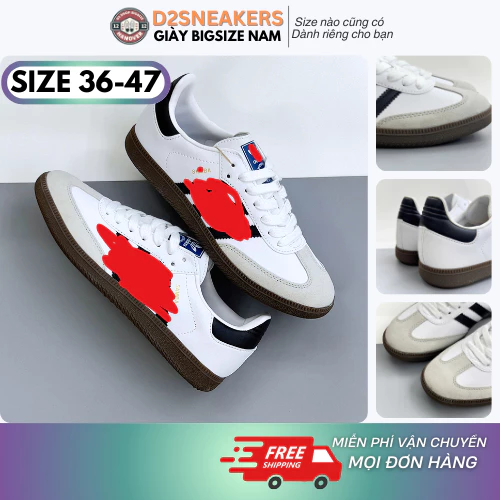 D2SNEAKERS
GIÀY BIGSIZE NAM
Size nào cũng có
Dành riêng cho bạn
SIZE 36-47
FREE
SHIPPING
MIỄN PHÍ VẬN CHUYỂN
MỌI ĐƠN HÀNG